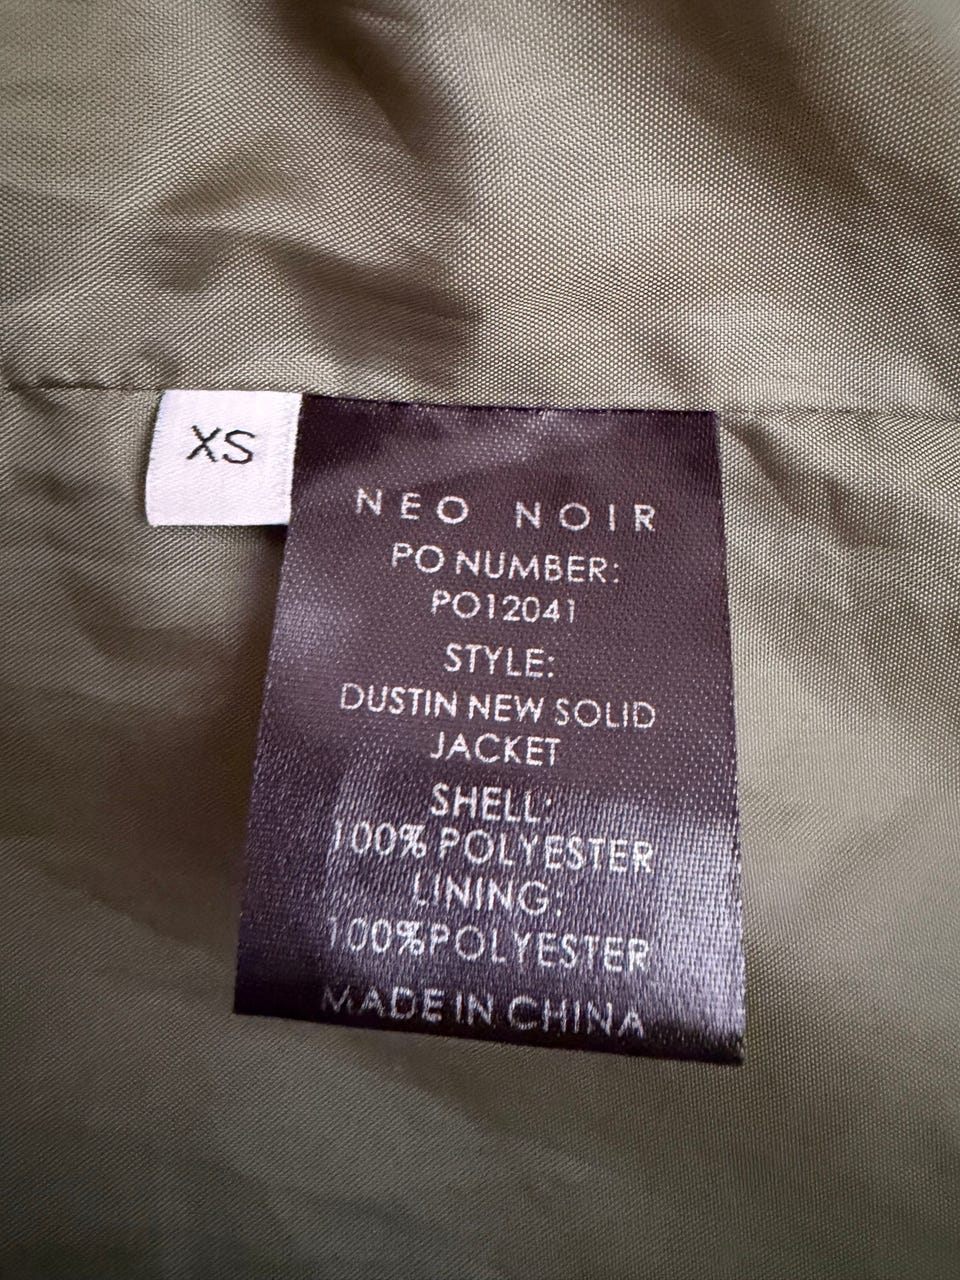 XS
NEO NOIR
PO NUMBER:
PO12041
STYLE:
DUSTIN NEW SOLID
JACKET
SHELL:
100% POLYESTER
LINING:
100%POLYESTER
MADE IN CHINA